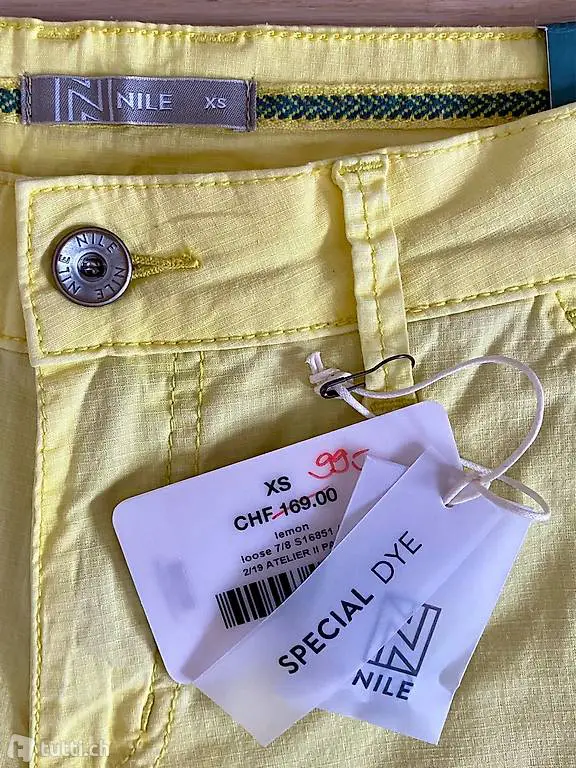 NILE XS
NILE NILE NILE
XS 99.-
CHF 169.00
lemon
loose 7/8 S16851
2/19 ATELIER II
SPECIAL DYE
NILE
tutti.ch